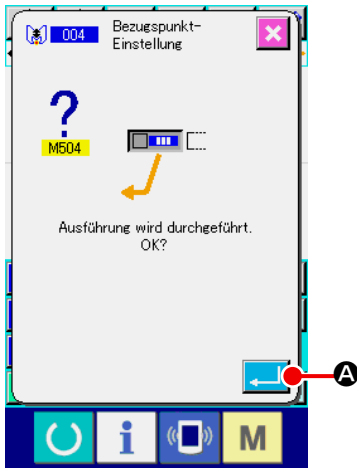 004
Bezugspunkt-
Einstellung
?
M504
Ausführung wird durchgeführt.
OK?
A
i
M